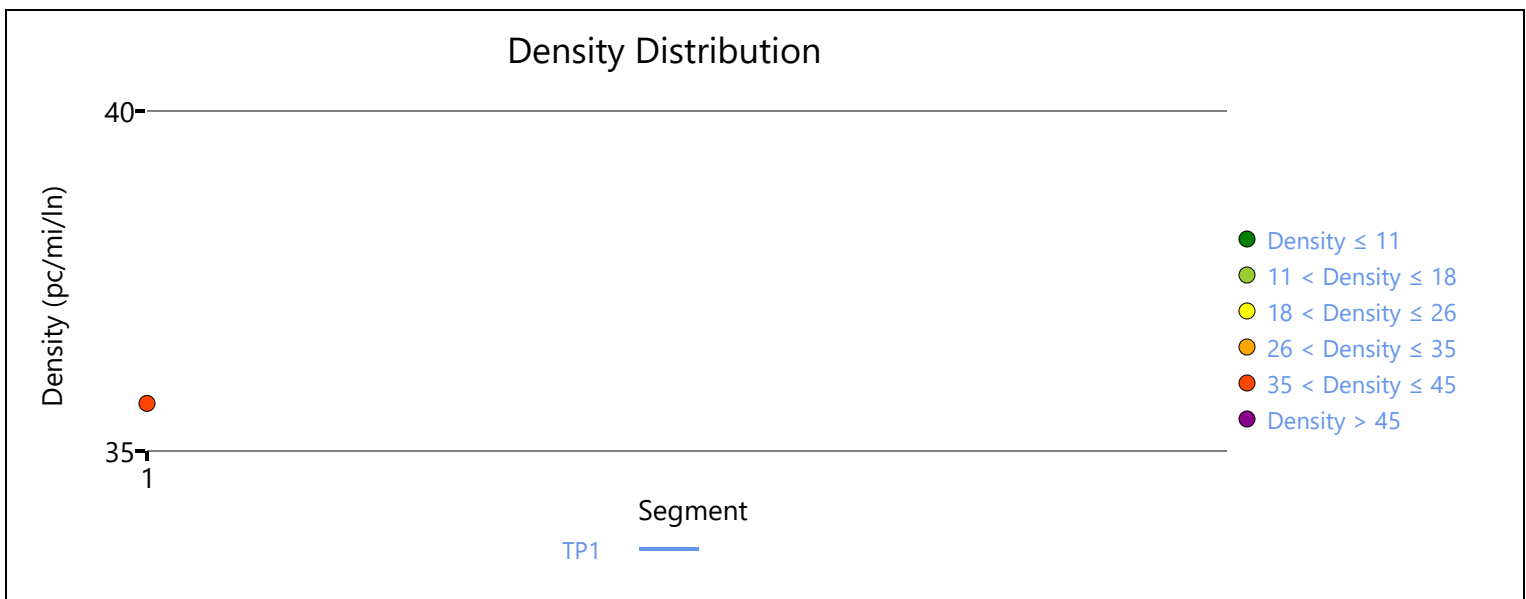 Density Distribution
40
Density (pc/mi/ln)
35
1
Segment
TP1
Density ≤ 11
11 < Density ≤ 18
18 < Density ≤ 26
26 < Density ≤ 35
35 < Density ≤ 45
Density > 45